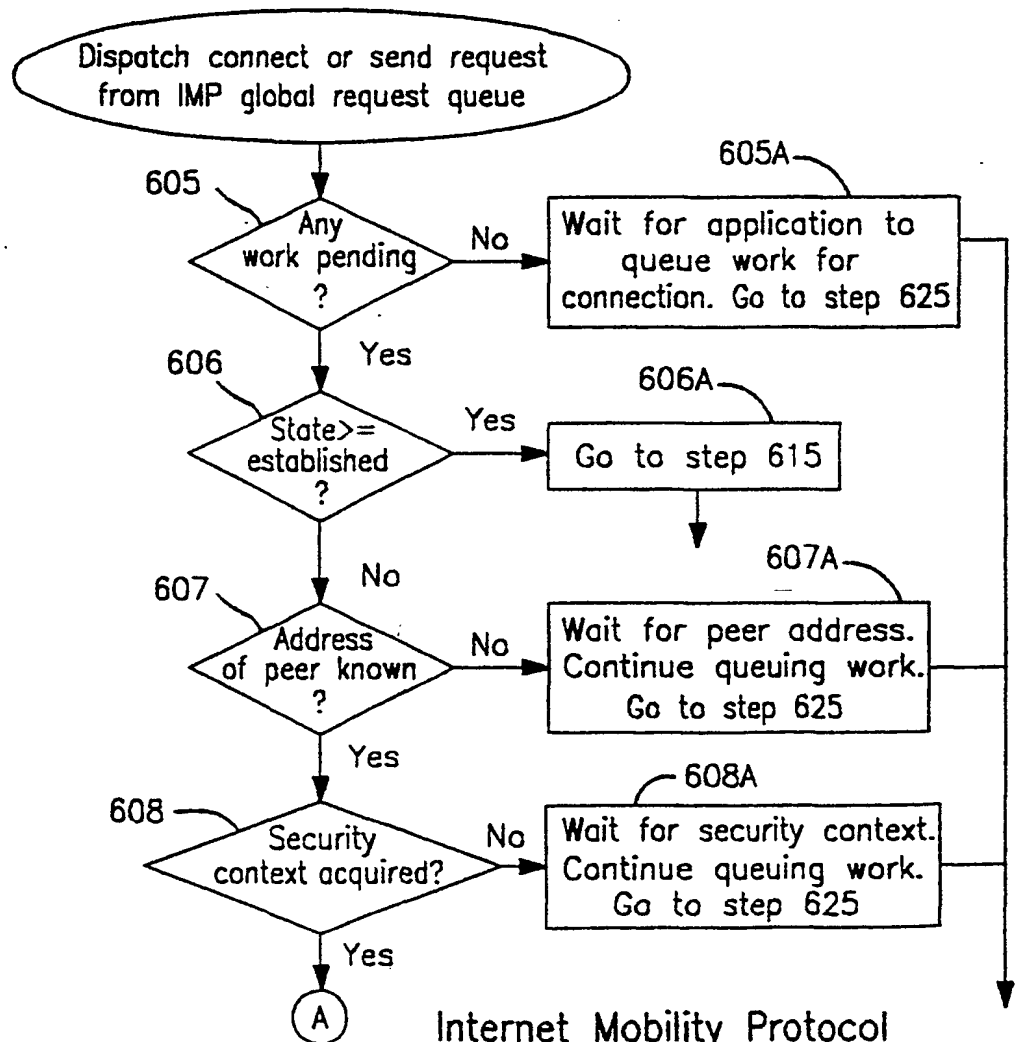 Dispatch connect or send request
from IMP global request queue
605
Any
work pending
?
No
605A
Wait for application to
queue work for
connection. Go to step 625
Yes
606
State>=
established
?
Yes
606A
Go to step 615
No
607
Address
of peer known
?
No
607A
Wait for peer address.
Continue queuing work.
Go to step 625
Yes
608
Security
context acquired?
No
608A
Wait for security context.
Continue queuing work.
Go to step 625
Yes
A
Internet Mobility Protocol